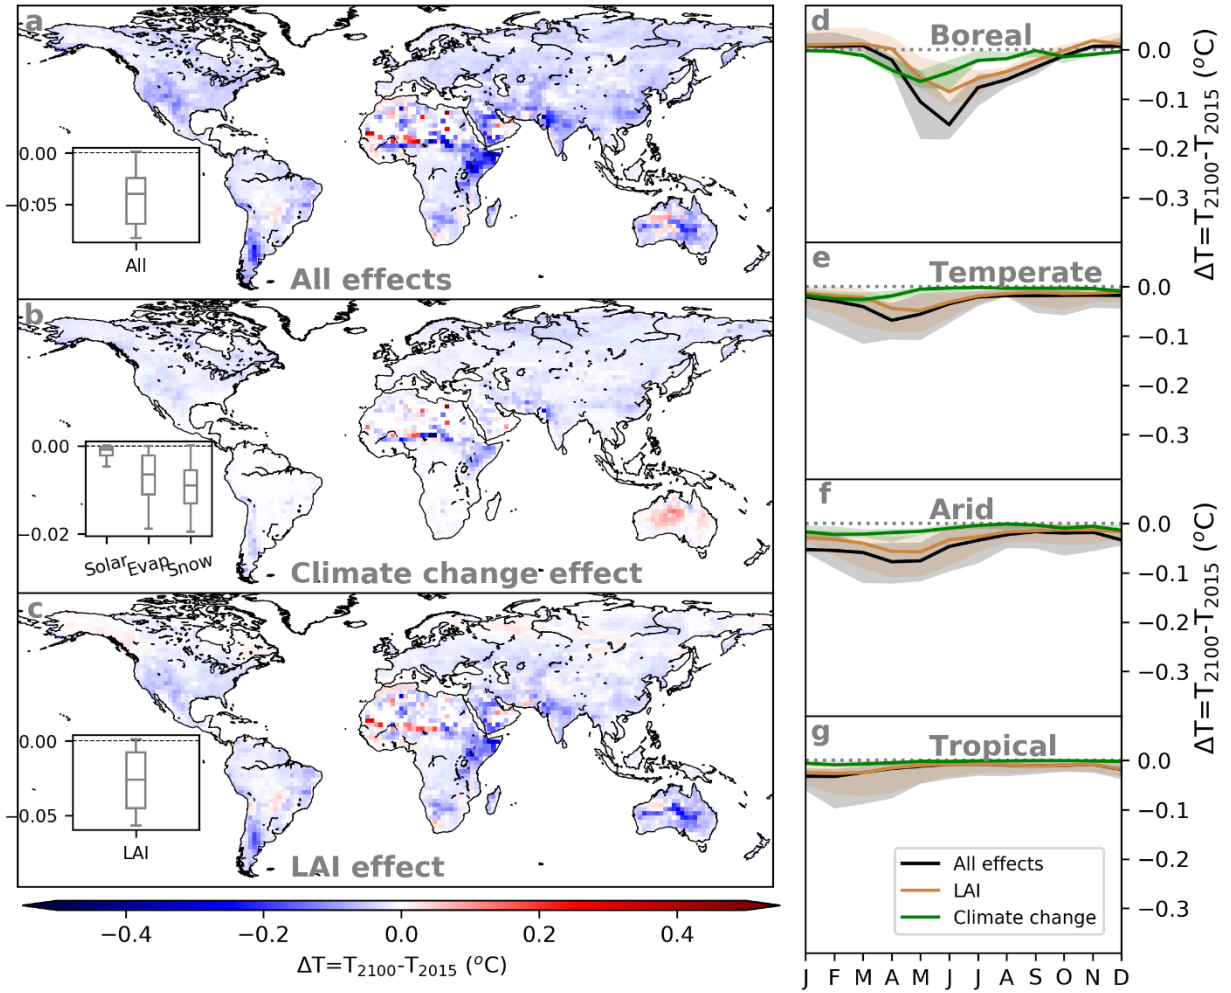 a
0.00
−0.05
All
All effects
b
0.00
−0.02
Solar Evap Snow
Climate change effect
c
0.00
−0.05
LAI
LAI effect
−0.4 −0.2 0.0 0.2 0.4
ΔT=T2100-T2015 (°C)
d Boreal
0.0
−0.1
−0.2
−0.3
ΔT=T2100-T2015 (°C)
e Temperate
0.0
−0.1
−0.2
−0.3
f Arid
0.0
−0.1
−0.2
−0.3
ΔT=T2100-T2015 (°C)
g Tropical
0.0
−0.1
−0.2
−0.3
All effects
LAI
Climate change
J F M A M J J A S O N D